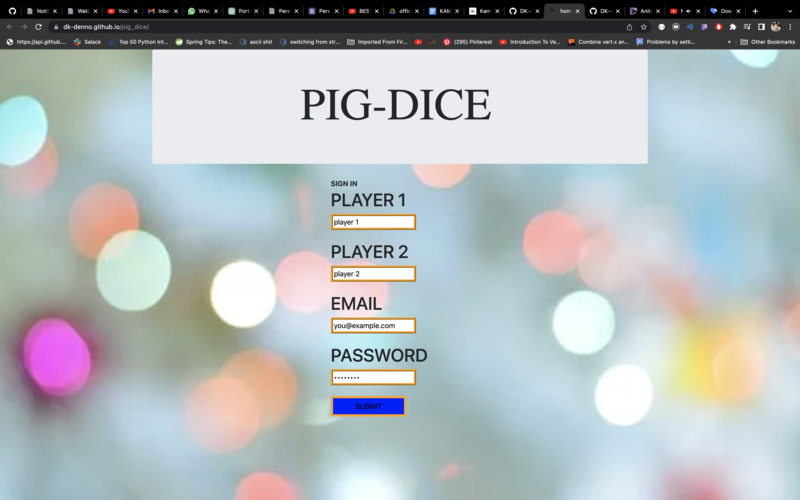 Noti
Wat
You
Inbo
Wha
Port
Pers
Pers
BES
offic
KAN
Kam
DK-
hom
DK-
Anit
Dow
dk-denno.github.io/pig_dice/
https://api.github....
Salack
Top 50 Python Int...
Spring Tips: The...
ascii shit
switching from str...
Imported From Fir...
(295) Pinterest
Introduction To Ve...
Combine vert.x an...
Problems by setti...
»
Other Bookmarks
PIG-DICE
SIGN IN
PLAYER 1
player 1
PLAYER 2
player 2
EMAIL
you@example.com
PASSWORD
SUBMIT